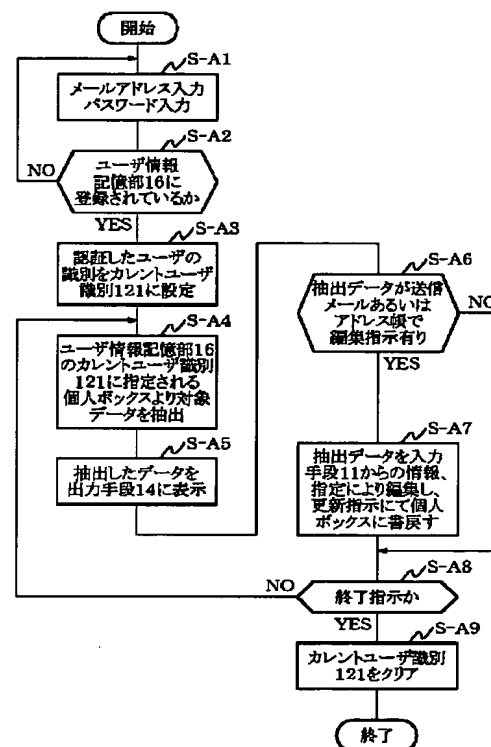 開始
S-A1
メールアドレス入力
パスワード入力
S-A2
ユーザ情報
記憶部16に
登録されているか
NO
YES
S-A3
認証したユーザの
識別をカレントユーザ
識別121に設定
S-A4
ユーザ情報記憶部16
のカレントユーザ識別
121に指定される
個人ボックスより対象
データを抽出
S-A5
抽出したデータを
出力手段14に表示
S-A6
抽出データが送信
メールあるいは
アドレス帳で
編集指示有り
NO
YES
S-A7
抽出データを入力
手段11からの情報、
指定により編集し、
更新指示にて個人
ボックスに書戻す
S-A8
NO
終了指示か
YES
S-A9
カレントユーザ識別
121をクリア
終了